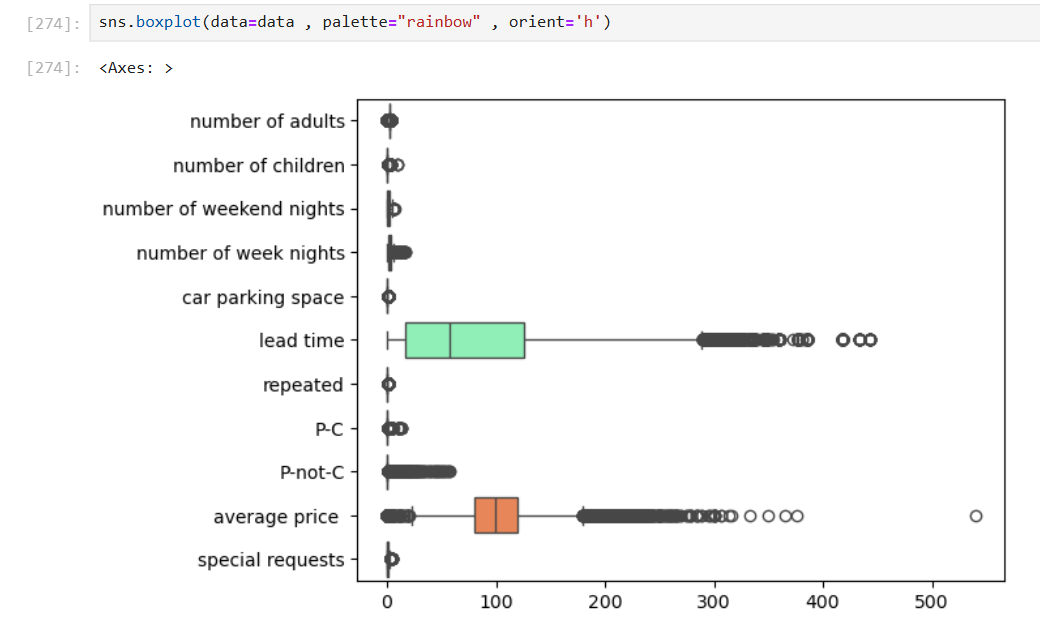 [274]: sns.boxplot(data=data , palette="rainbow" , orient='h')
[274]: <Axes: >
number of adults
number of children
number of weekend nights
number of week nights
car parking space
lead time
repeated
P-C
P-not-C
average price
special requests
0 100 200 300 400 500